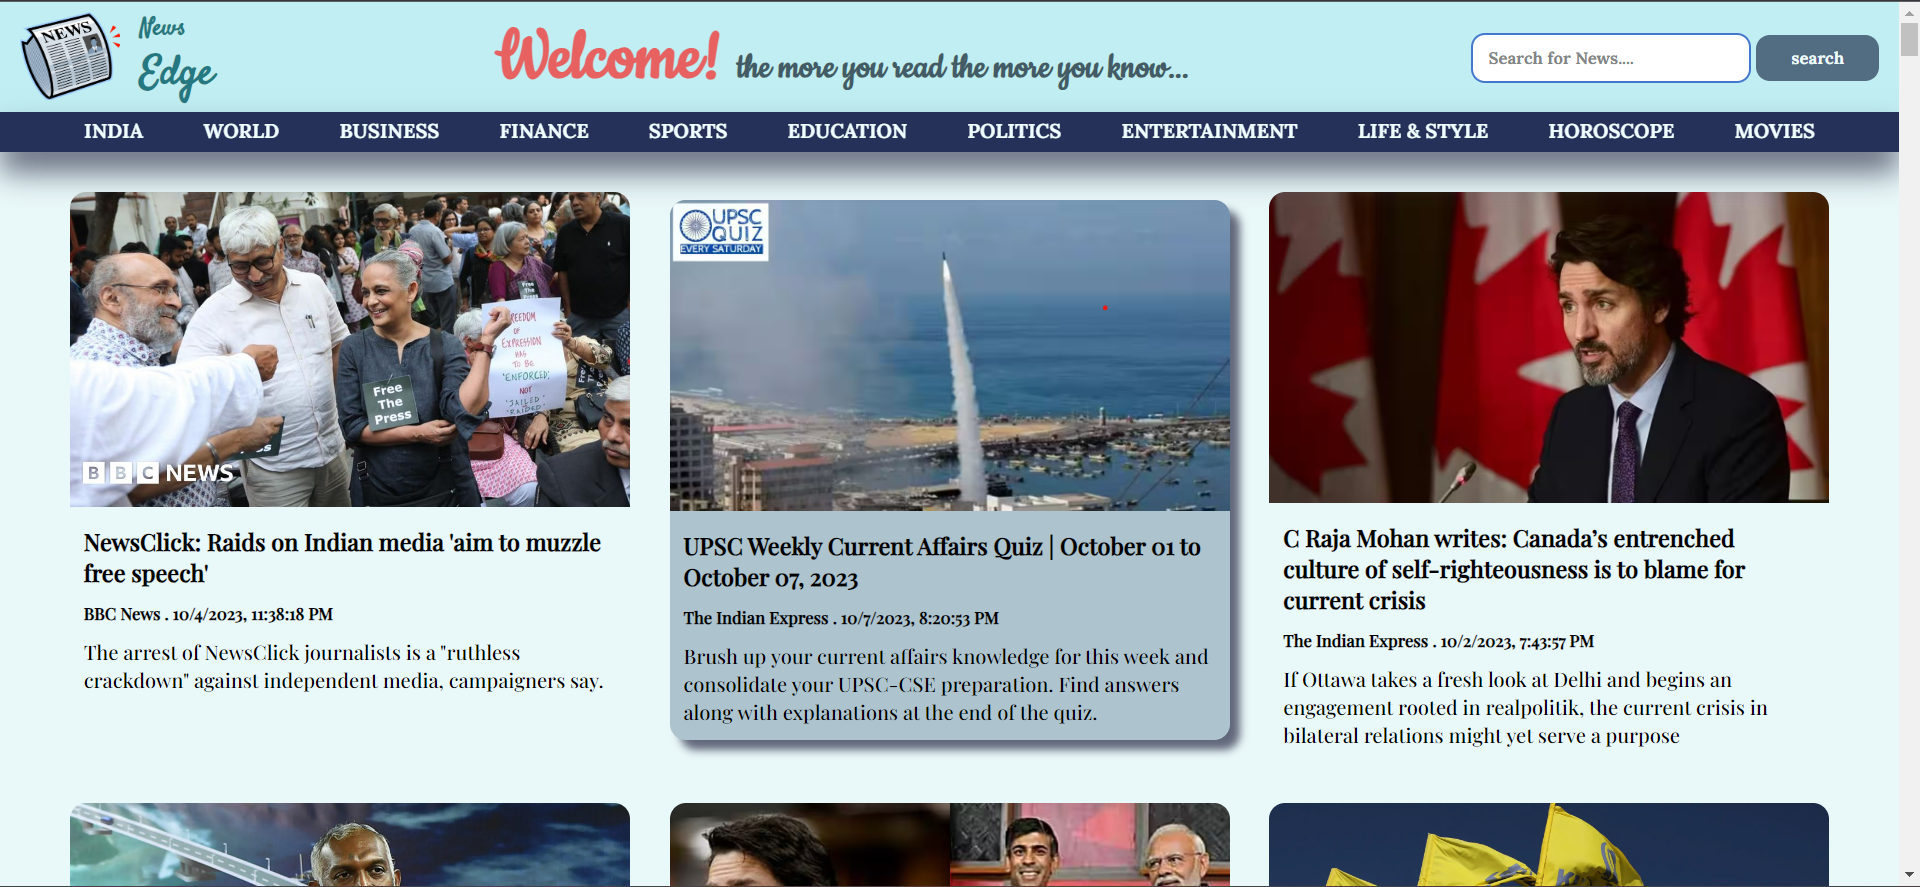 NEWS
News
Edge
Welcome! the more you read the more you know...
Search for News....
search
INDIA WORLD BUSINESS FINANCE SPORTS EDUCATION POLITICS ENTERTAINMENT LIFE & STYLE HOROSCOPE MOVIES
Free
The
Press
FREEDOM
OF
EXPRESSION
HAS
TO BE
"ENFORCED"
NOT
"JAILED"
"RAIDED"
BBC NEWS
NewsClick: Raids on Indian media 'aim to muzzle
free speech'
BBC News . 10/4/2023, 11:38:18 PM
The arrest of NewsClick journalists is a "ruthless
crackdown" against independent media, campaigners say.
UPSC
QUIZ
EVERY SATURDAY
UPSC Weekly Current Affairs Quiz | October 01 to
October 07, 2023
The Indian Express . 10/7/2023, 8:20:53 PM
Brush up your current affairs knowledge for this week and
consolidate your UPSC-CSE preparation. Find answers
along with explanations at the end of the quiz.
C Raja Mohan writes: Canada’s entrenched
culture of self-righteousness is to blame for
current crisis
The Indian Express . 10/2/2023, 7:43:57 PM
If Ottawa takes a fresh look at Delhi and begins an
engagement rooted in realpolitik, the current crisis in
bilateral relations might yet serve a purpose